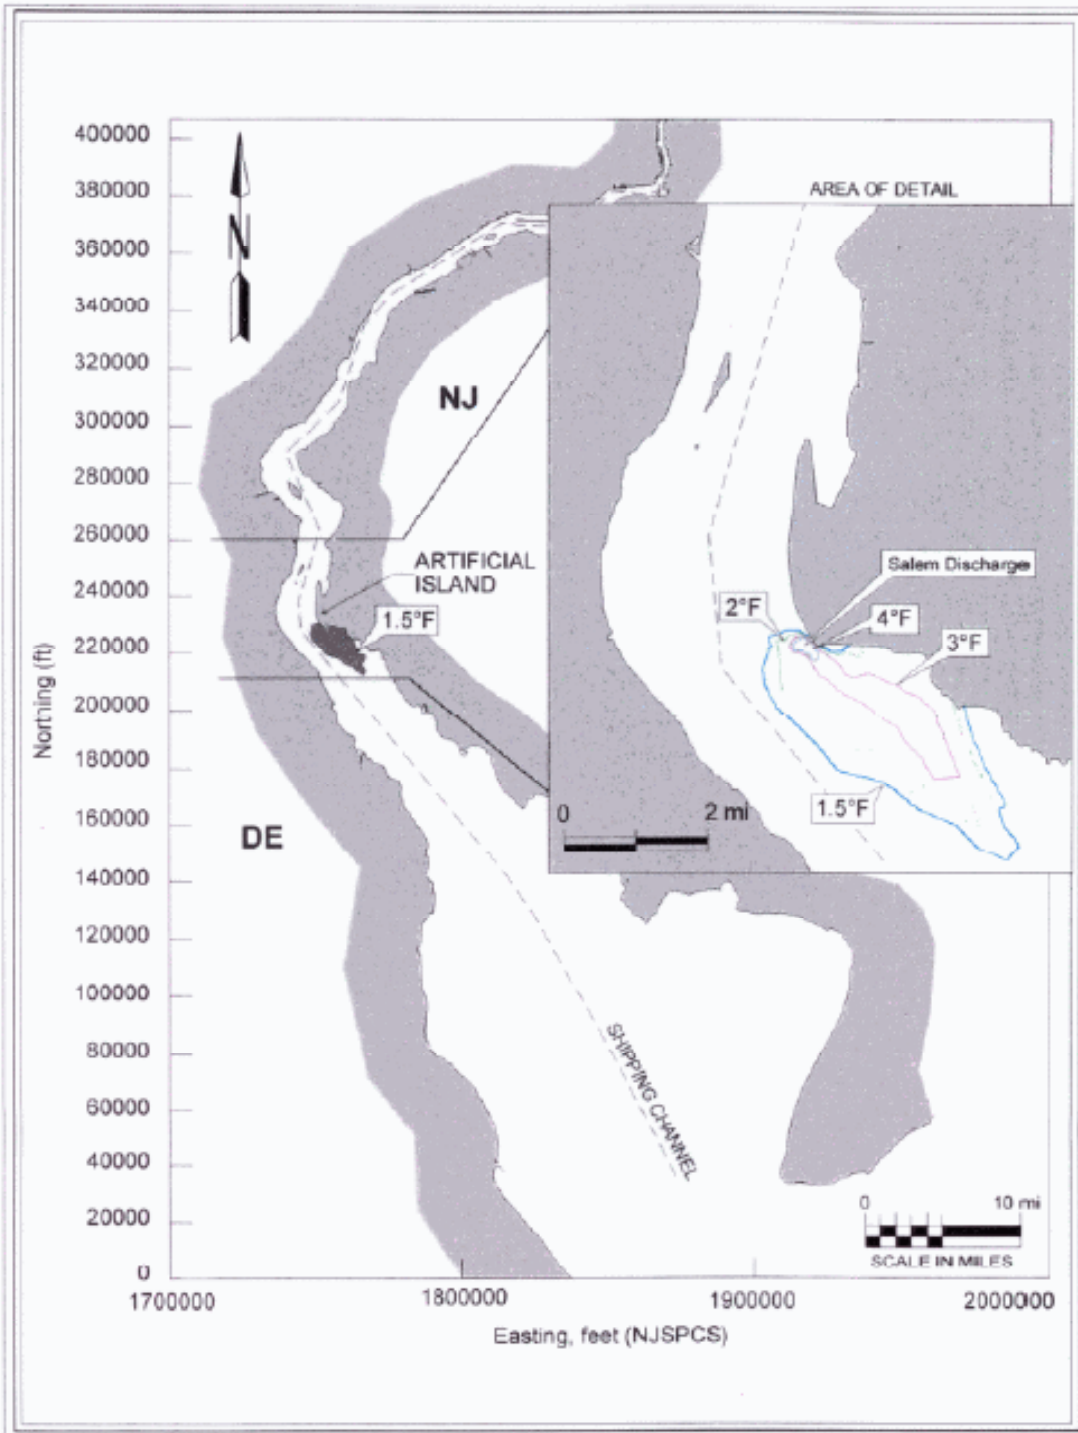 400000
380000
360000
340000
320000
300000
280000
260000
240000
220000
200000
180000
160000
140000
120000
100000
80000
60000
40000
20000
0
Northing (ft)
N
NJ
ARTIFICIAL
ISLAND
1.5°F
DE
SHIPPING CHANNEL
AREA OF DETAIL
Salem Discharge
2°F
4°F
3°F
1.5°F
0 2 mi
0 10 mi
SCALE IN MILES
1700000 1800000 1900000 2000000
Easting, feet (NJSPCS)